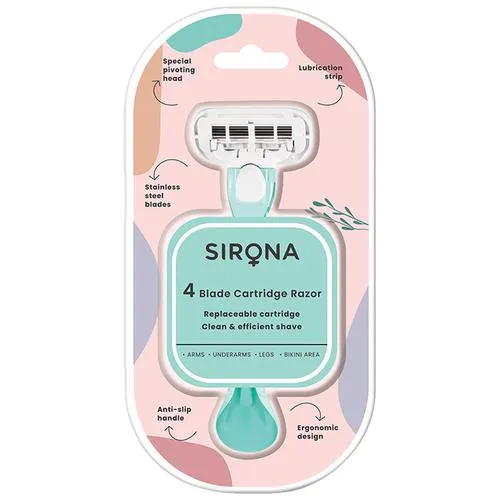 Special
pivoting
head
Lubrication
strip
Stainless
steel
blades
SIRONA
4 Blade Cartridge Razor
Replaceable cartridge
Clean & efficient shave
• ARMS • UNDERARMS • LEGS • BIKINI AREA
Anti-slip
handle
Ergonomic
design